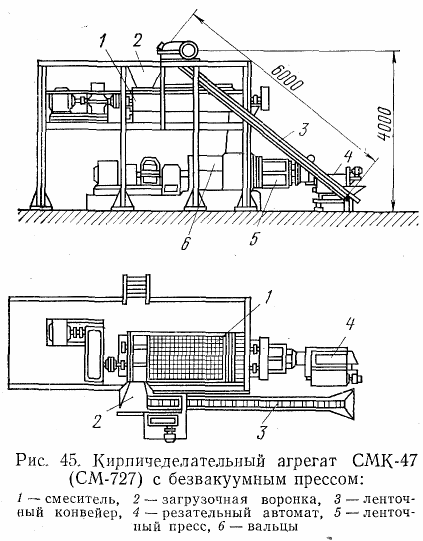 1
2
6000
4000
3
4
6
5
1
4
2
3
Рис. 45. Кирпичеделательный агрегат СМК-47
(СМ-727) с безвакуумным прессом:
1 — смеситель, 2 — загрузочная воронка, 3 — ленточ-
ный конвейер, 4 — резательный автомат, 5 — ленточ-
ный пресс, 6 — вальцы